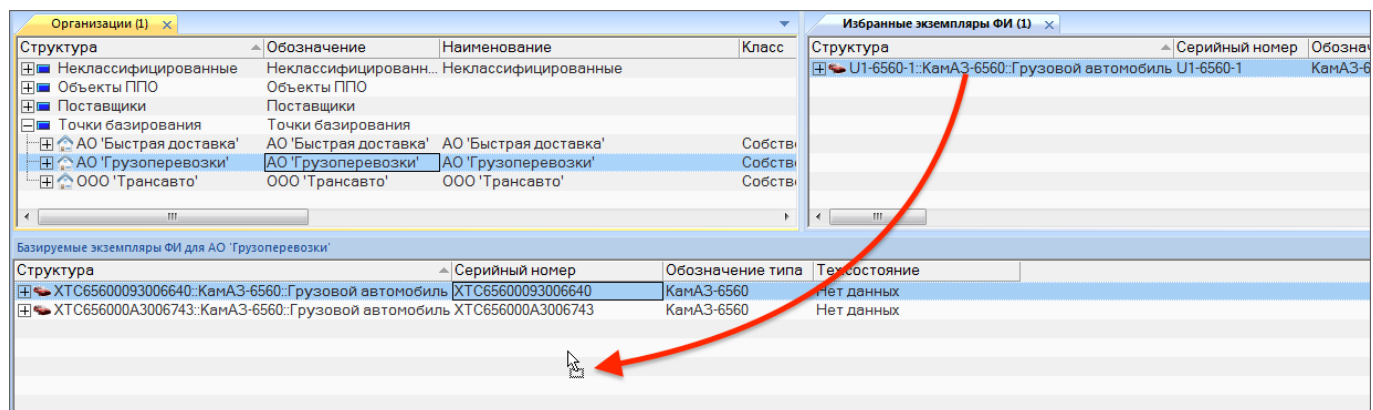 Организации (1)
Структура Обозначение Наименование Класс
Неклассифицированные Неклассифицированн... Неклассифицированные
Объекты ППО Объекты ППО
Поставщики Поставщики
Точки базирования Точки базирования
АО 'Быстрая доставка' АО 'Быстрая доставка' АО 'Быстрая доставка' Собств
АО 'Грузоперевозки' АО 'Грузоперевозки' АО 'Грузоперевозки' Собств
ООО 'Трансавто' ООО 'Трансавто' ООО 'Трансавто' Собств
Избранные экземпляры ФИ (1)
Структура Серийный номер Обознач
U1-6560-1::КамАЗ-6560::Грузовой автомобиль U1-6560-1 КамАЗ-6
Базируемые экземпляры ФИ для АО 'Грузоперевозки'
Структура Серийный номер Обозначение типа Техсостояние
XTC65600093006640::КамАЗ-6560::Грузовой автомобиль XTC65600093006640 КамАЗ-6560 Нет данных
XTC656000A3006743::КамАЗ-6560::Грузовой автомобиль XTC656000A3006743 КамАЗ-6560 Нет данных